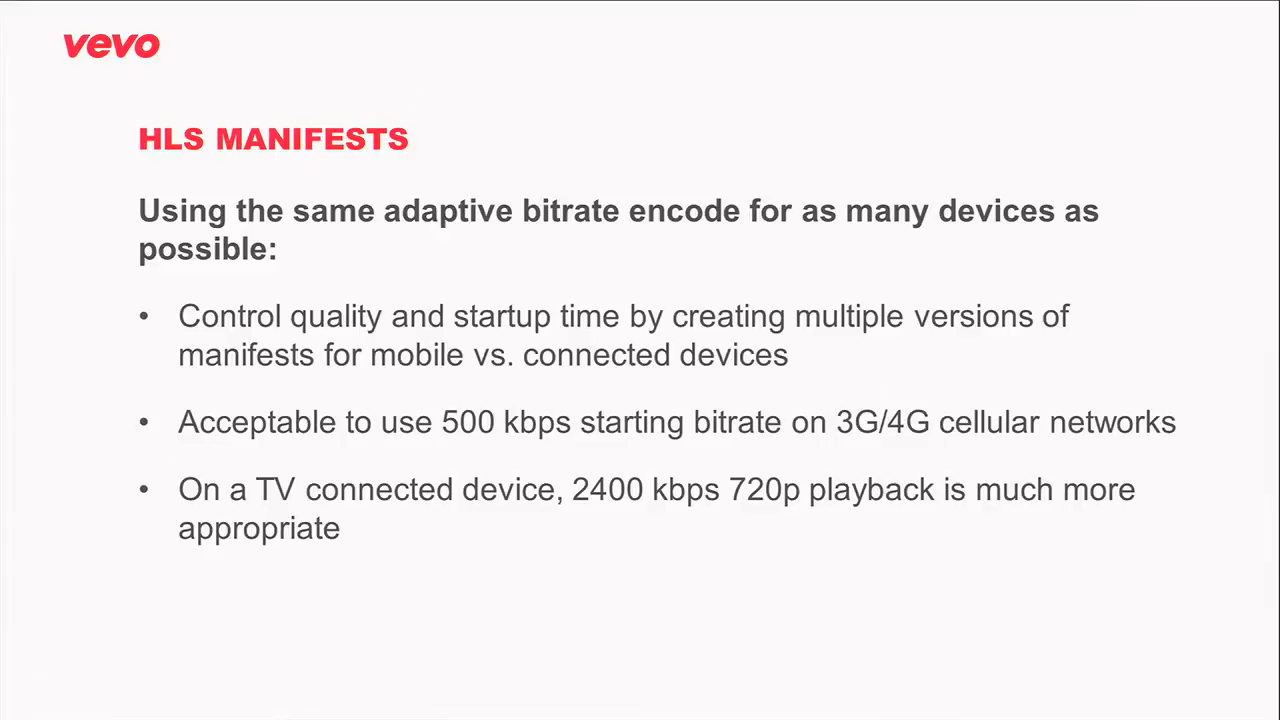 vevo
HLS MANIFESTS
Using the same adaptive bitrate encode for as many devices as
possible:
• Control quality and startup time by creating multiple versions of
manifests for mobile vs. connected devices
• Acceptable to use 500 kbps starting bitrate on 3G/4G cellular networks
• On a TV connected device, 2400 kbps 720p playback is much more
appropriate